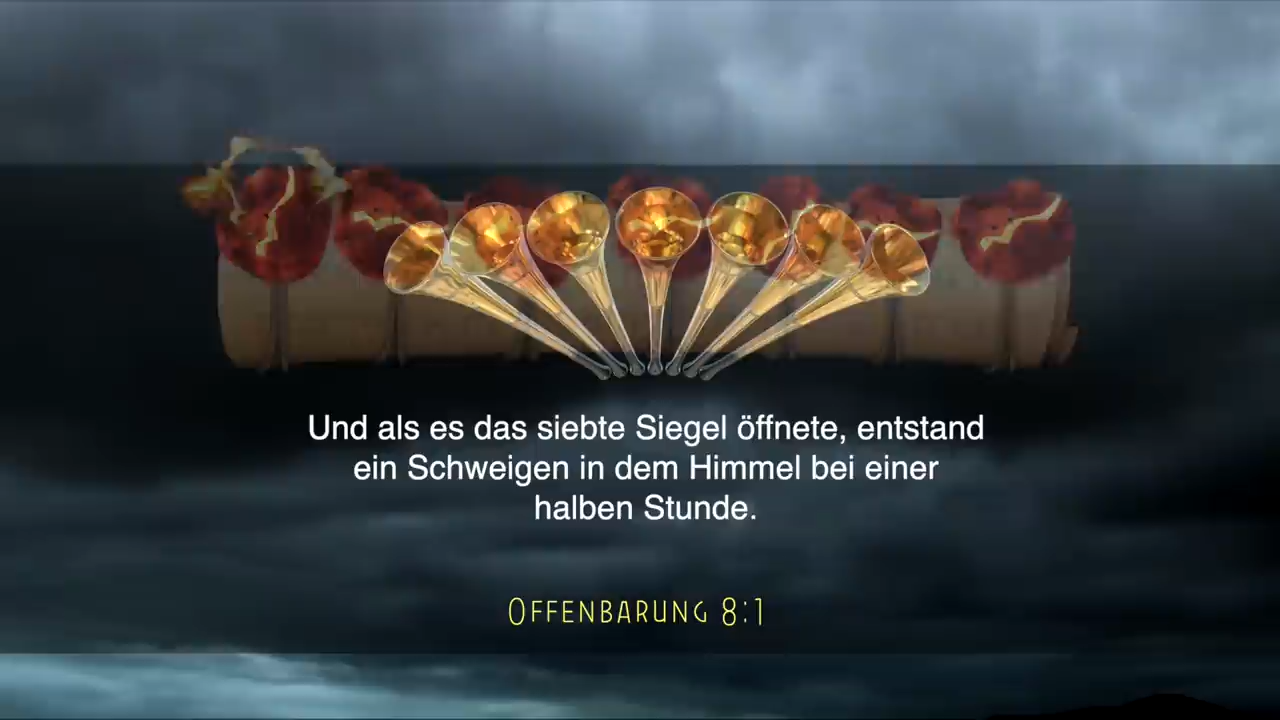 Und als es das siebte Siegel öffnete, entstand
ein Schweigen in dem Himmel bei einer
halben Stunde.
OFFENBARUNG 8:1